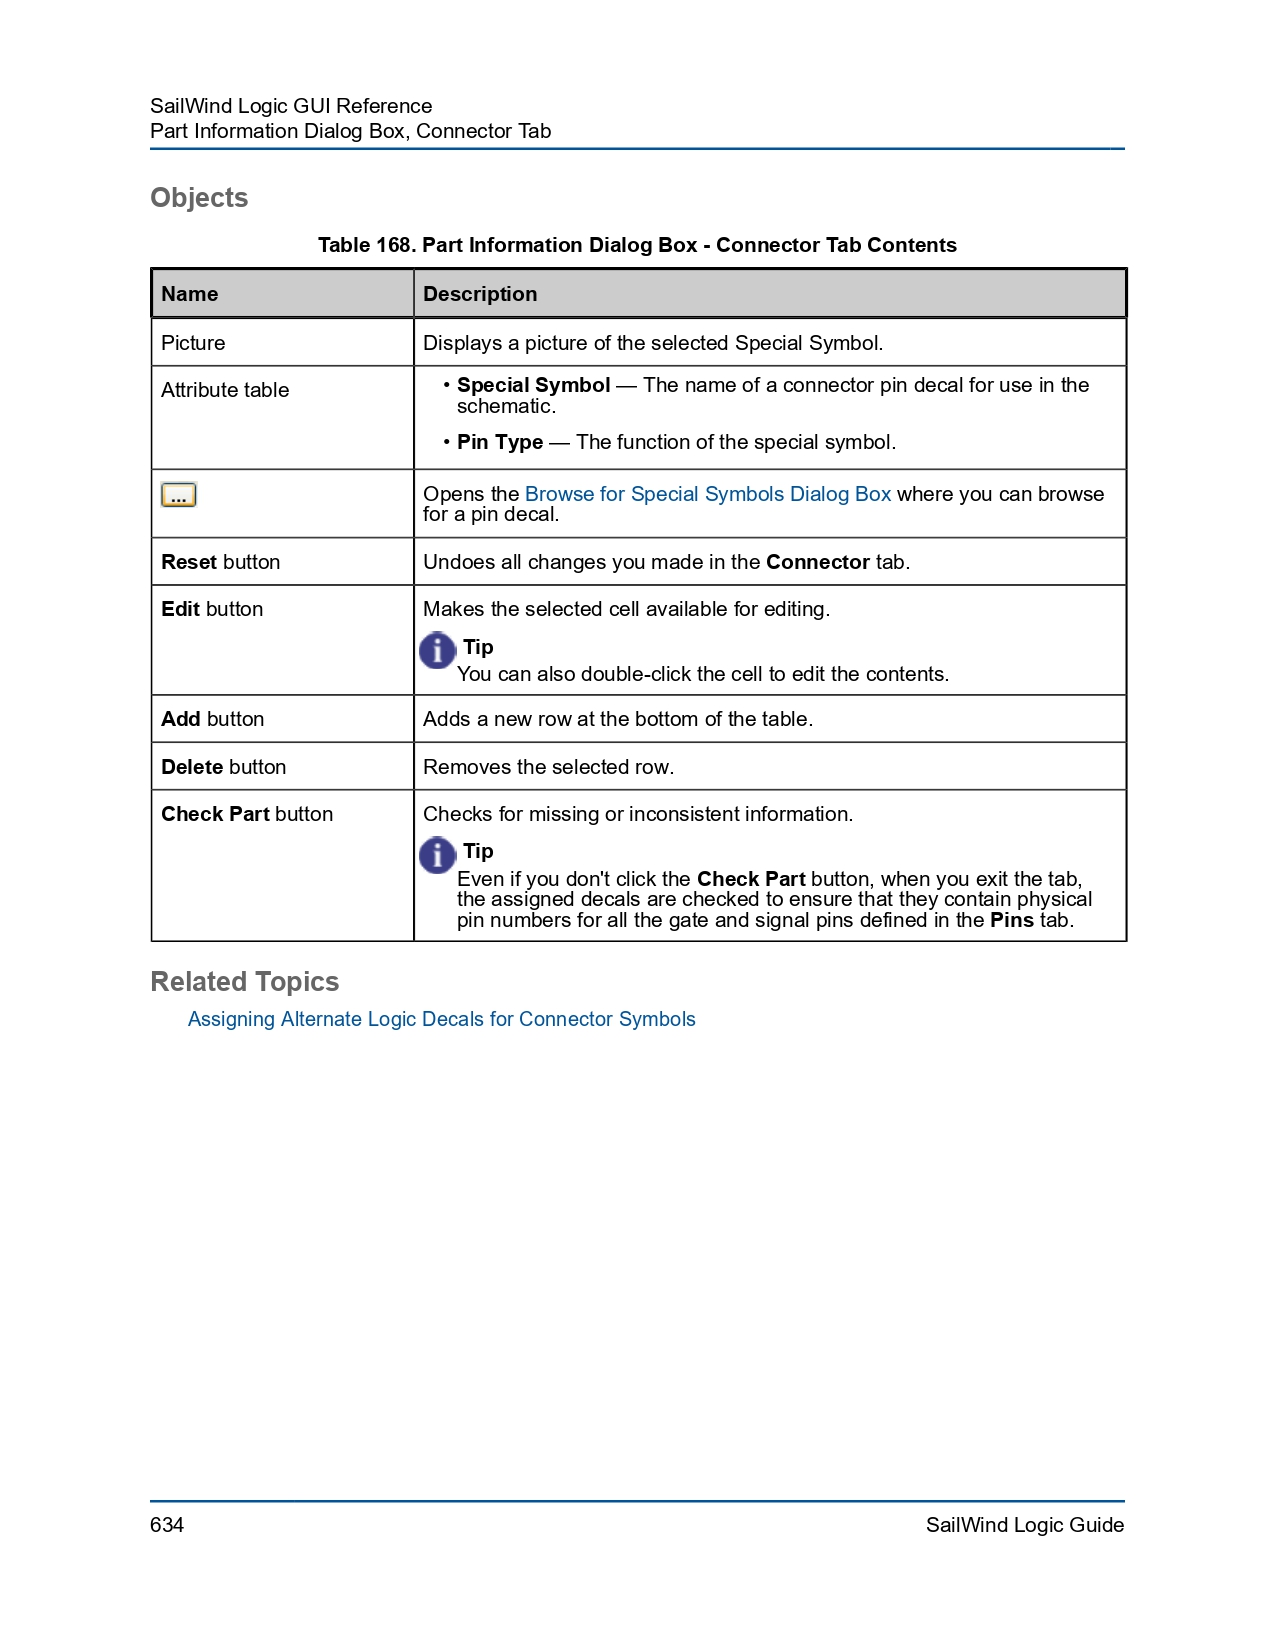 SailWind Logic GUI Reference
Part Information Dialog Box, Connector Tab
Objects
Table 168. Part Information Dialog Box - Connector Tab Contents
Name
Description
Picture
Displays a picture of the selected Special Symbol.
Attribute table
• Special Symbol — The name of a connector pin decal for use in the
schematic.
• Pin Type — The function of the special symbol.
...
Opens the Browse for Special Symbols Dialog Box where you can browse
for a pin decal.
Reset button
Undoes all changes you made in the Connector tab.
Edit button
Makes the selected cell available for editing.
i Tip
You can also double-click the cell to edit the contents.
Add button
Adds a new row at the bottom of the table.
Delete button
Removes the selected row.
Check Part button
Checks for missing or inconsistent information.
i Tip
Even if you don't click the Check Part button, when you exit the tab,
the assigned decals are checked to ensure that they contain physical
pin numbers for all the gate and signal pins defined in the Pins tab.
Related Topics
Assigning Alternate Logic Decals for Connector Symbols
634
SailWind Logic Guide